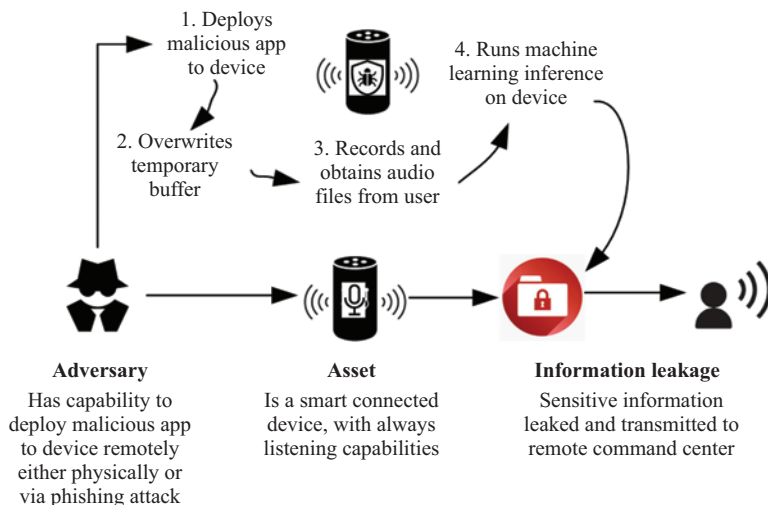 1. Deploys
malicious app
to device
2. Overwrites
temporary
buffer
3. Records and
obtains audio
files from user
4. Runs machine
learning inference
on device
Adversary
Has capability to
deploy malicious app
to device remotely
either physically or
via phishing attack
Asset
Is a smart connected
device, with always
listening capabilities
Information leakage
Sensitive information
leaked and transmitted to
remote command center